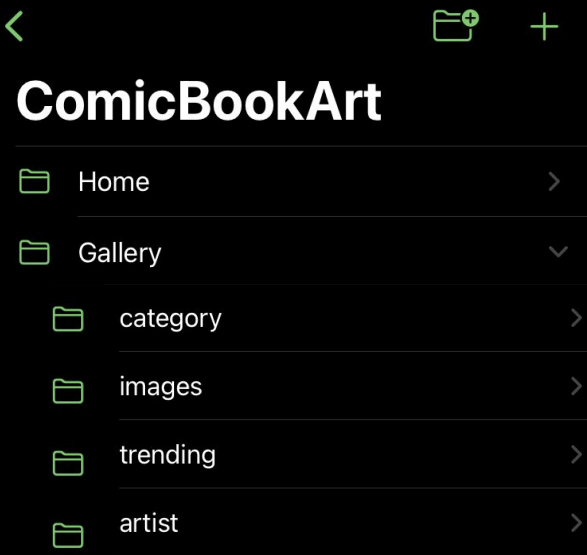 ComicBookArt
Home
Gallery
category
images
trending
artist